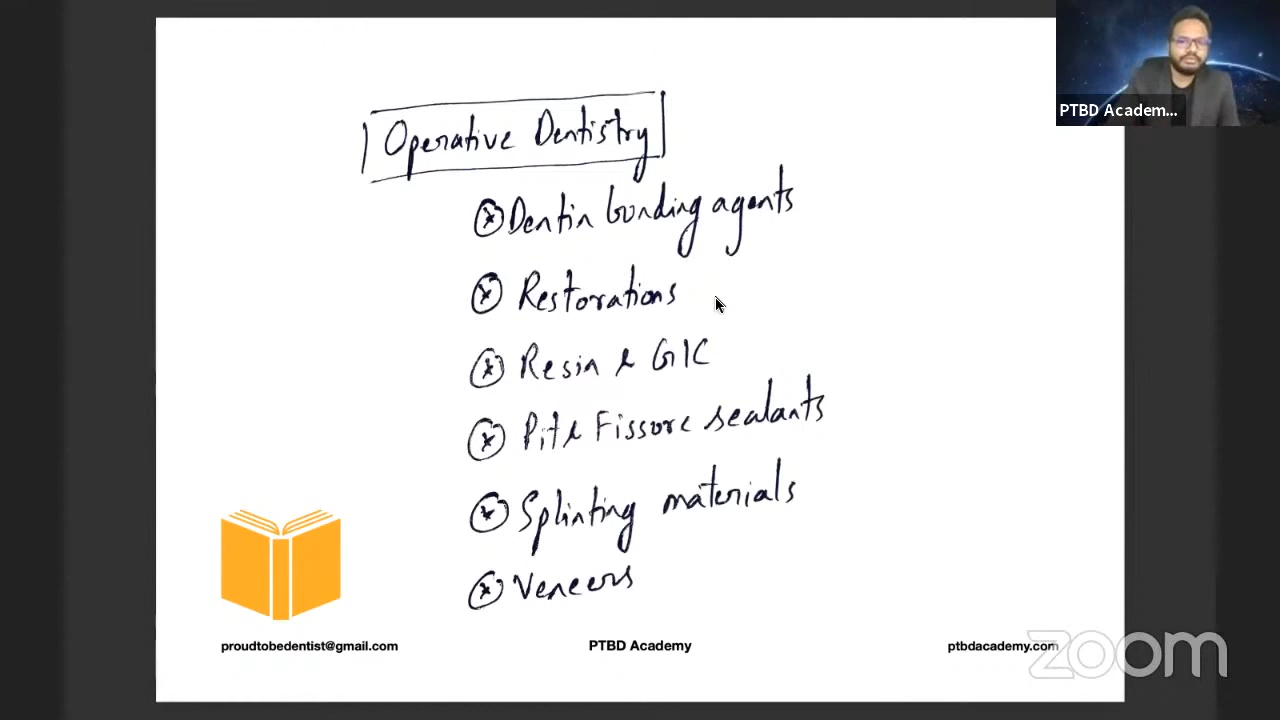 PTBD Academ...
Operative Dentistry
Dentin bonding agents
Restorations
Resin & GIC
Pit & Fissure sealants
Splinting materials
Veneers
proudtobedentist@gmail.com
PTBD Academy
ptbdacademy.com
zoom